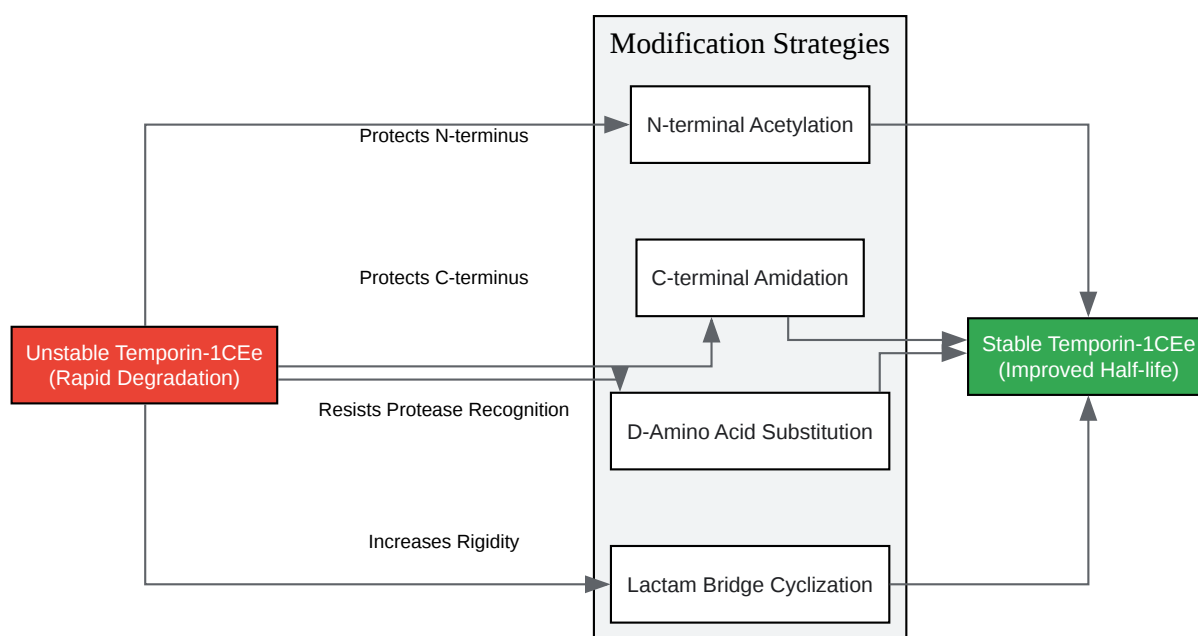 Modification Strategies
N-terminal Acetylation
Protects N-terminus
C-terminal Amidation
Protects C-terminus
Unstable Temporin-1CEe
(Rapid Degradation)
Stable Temporin-1CEe
(Improved Half-life)
Resists Protease Recognition
D-Amino Acid Substitution
Increases Rigidity
Lactam Bridge Cyclization